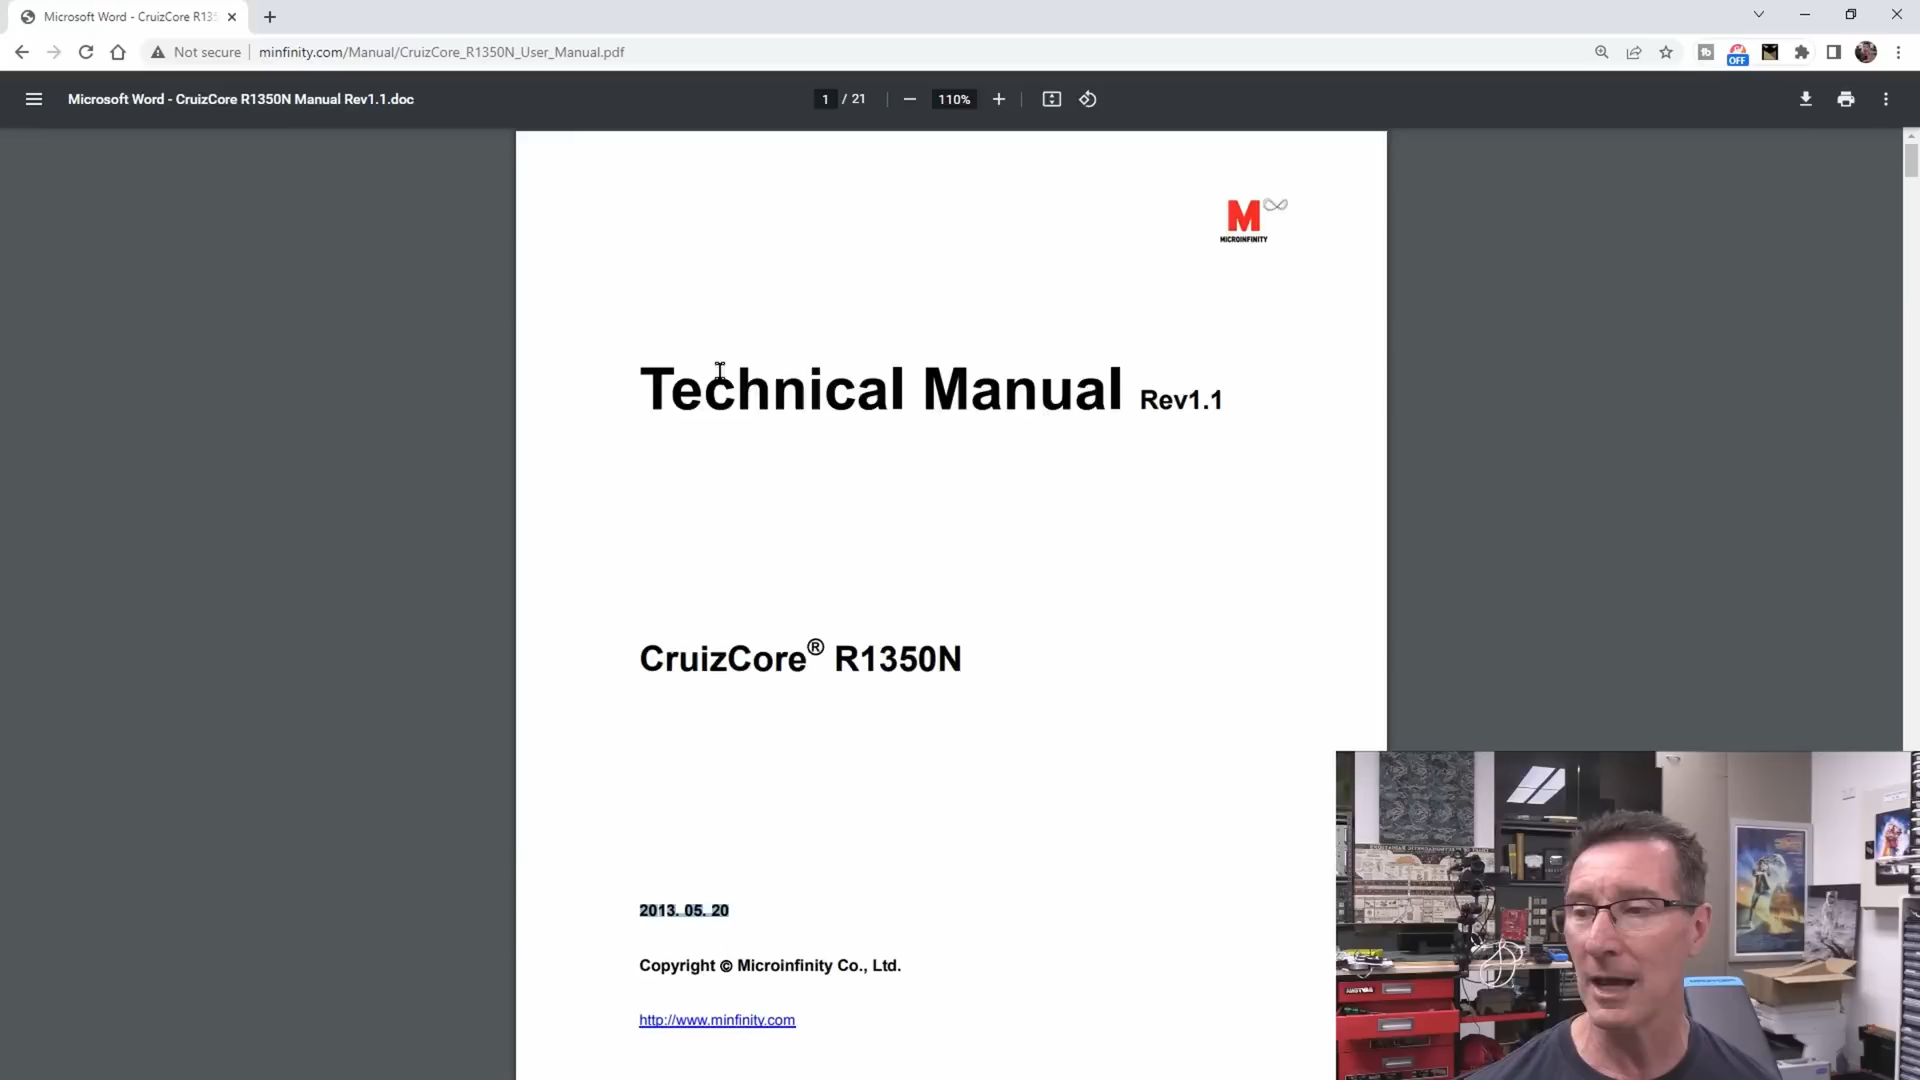 Microsoft Word - CruizCore R135
Not secure
minfinity.com/Manual/CruizCore_R1350N_User_Manual.pdf
OFF
Microsoft Word - CruizCore R1350N Manual Rev1.1.doc
1 / 21
110%
M
MICROINFINITY
Technical Manual Rev1.1
CruizCore® R1350N
2013. 05. 20
Copyright © Microinfinity Co., Ltd.
http://www.minfinity.com